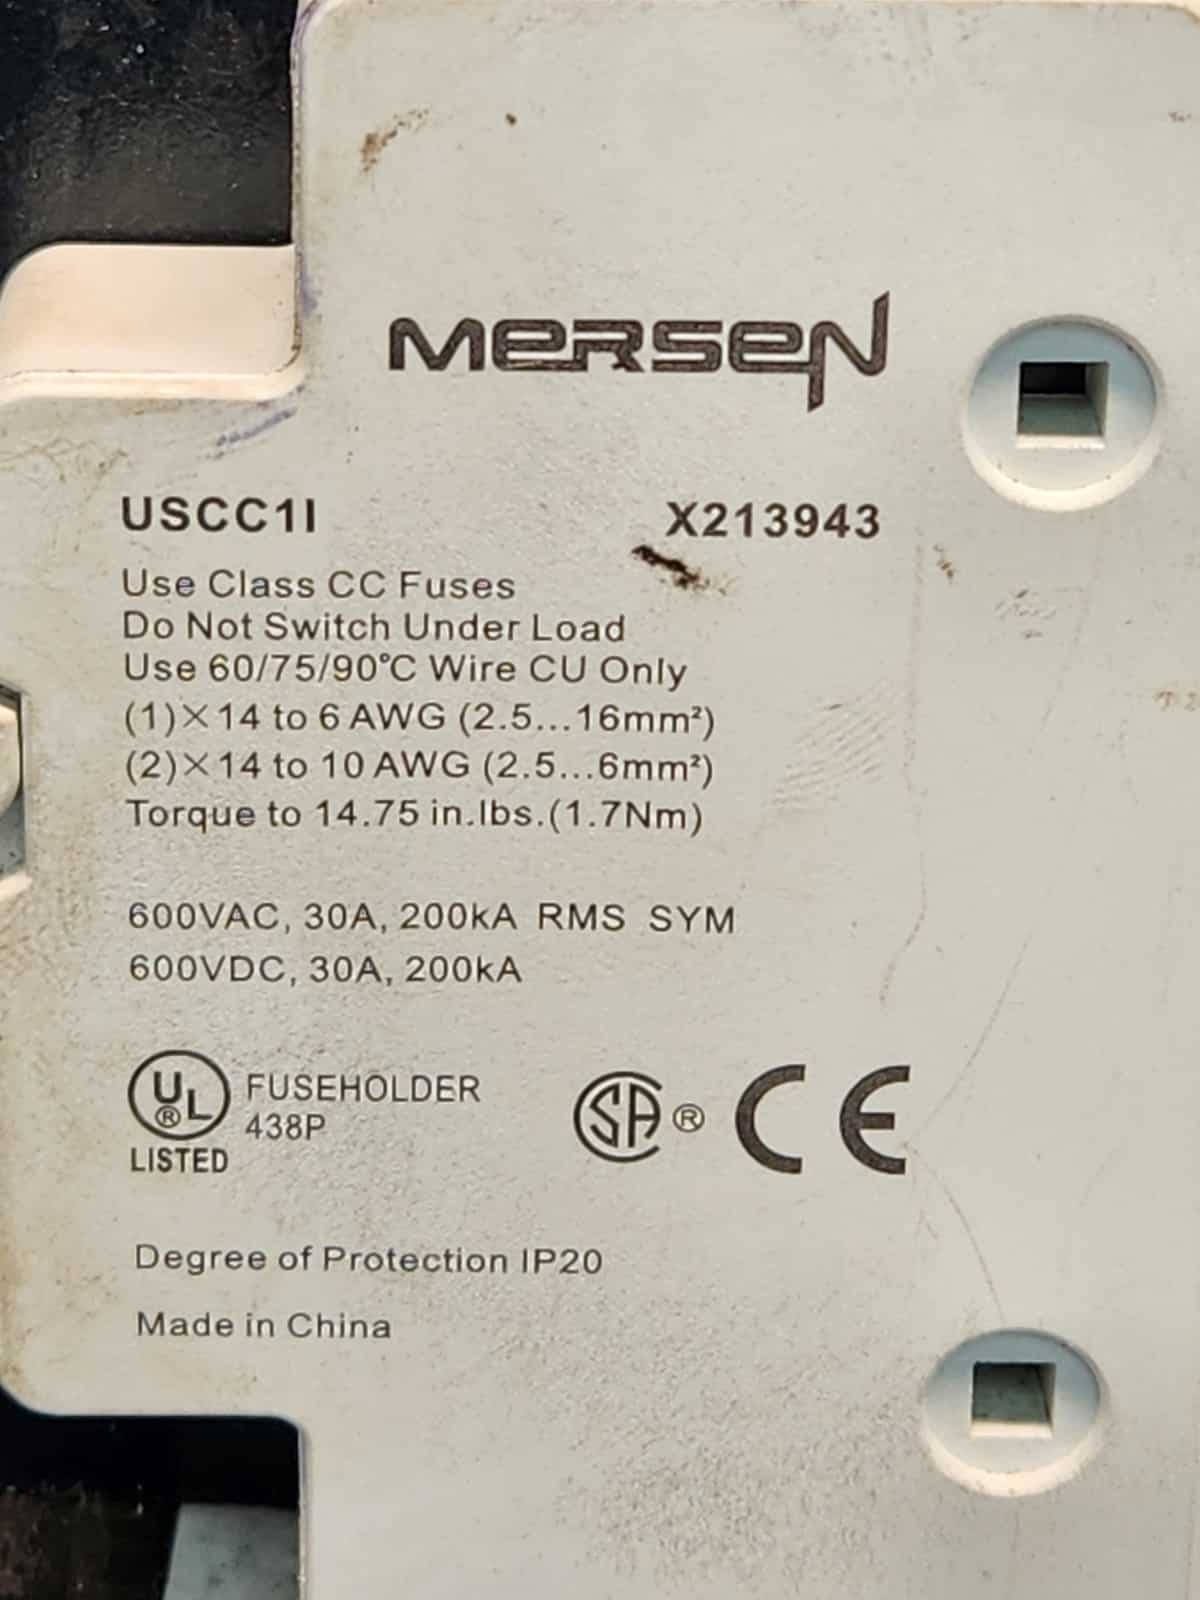 MERSEN
USCC1I X213943
Use Class CC Fuses
Do Not Switch Under Load
Use 60/75/90°C Wire CU Only
(1)×14 to 6 AWG (2.5...16mm²)
(2)×14 to 10 AWG (2.5...6mm²)
Torque to 14.75 in.lbs.(1.7Nm)
600VAC, 30A, 200kA RMS SYM
600VDC, 30A, 200kA
UL® FUSEHOLDER SA® CE
438P
LISTED
Degree of Protection IP20
Made in China